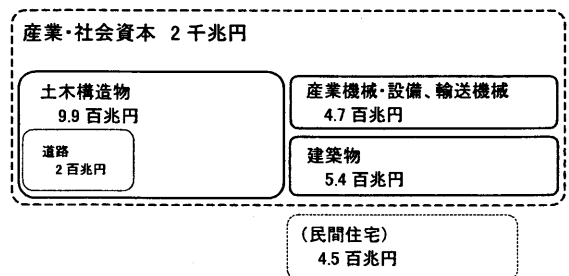 産業・社会資本 2 千兆円
土木構造物
9.9 百兆円
道路
2 百兆円
産業機械・設備、輸送機械
4.7 百兆円
建築物
5.4 百兆円
(民間住宅)
4.5 百兆円